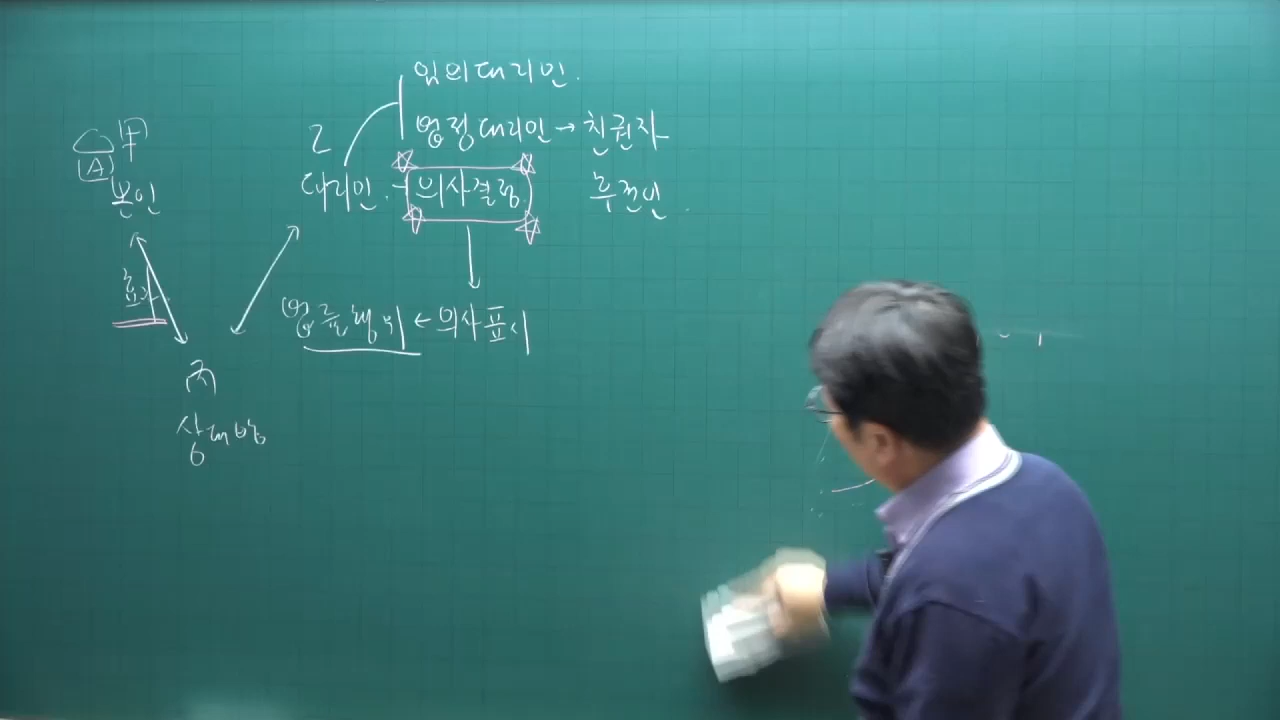 임의대리인.
법정대리인 → 친권자
甲 乙
A
본인 대리인. - 의사결정 후견인.
효과
법률행위 ← 의사표시
丙
상대방